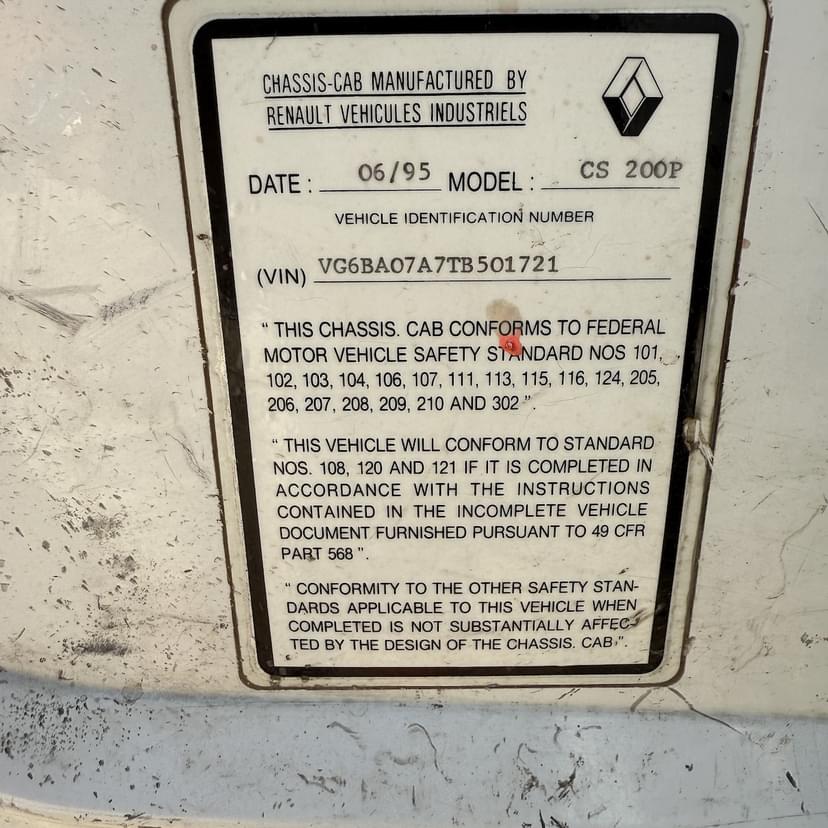 CHASSIS-CAB MANUFACTURED BY
RENAULT VEHICULES INDUSTRIELS
DATE : 06/95 MODEL : CS 200P
VEHICLE IDENTIFICATION NUMBER
(VIN) VG6BA07A7TB501721
“ THIS CHASSIS. CAB CONFORMS TO FEDERAL
MOTOR VEHICLE SAFETY STANDARD NOS 101,
102, 103, 104, 106, 107, 111, 113, 115, 116, 124, 205,
206, 207, 208, 209, 210 AND 302 ”.
“ THIS VEHICLE WILL CONFORM TO STANDARD
NOS. 108, 120 AND 121 IF IT IS COMPLETED IN
ACCORDANCE WITH THE INSTRUCTIONS
CONTAINED IN THE INCOMPLETE VEHICLE
DOCUMENT FURNISHED PURSUANT TO 49 CFR
PART 568 ”.
“ CONFORMITY TO THE OTHER SAFETY STAN-
DARDS APPLICABLE TO THIS VEHICLE WHEN
COMPLETED IS NOT SUBSTANTIALLY AFFEC-
TED BY THE DESIGN OF THE CHASSIS. CAB ”.